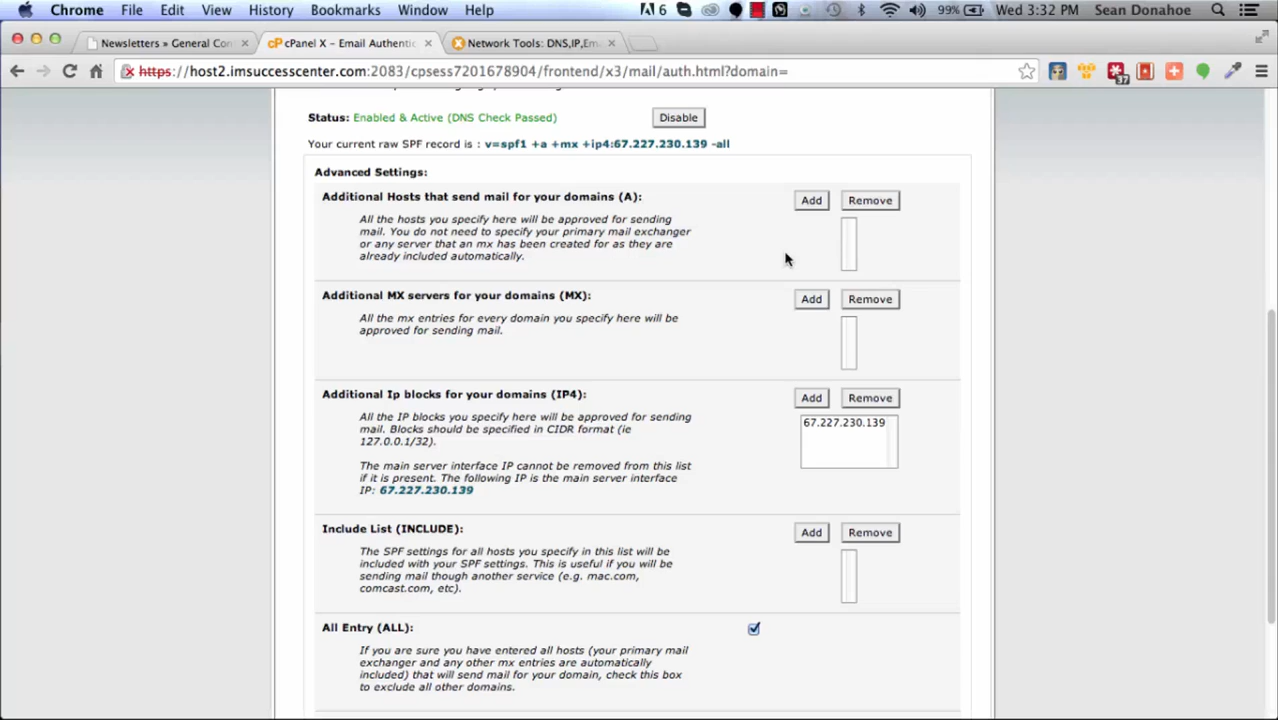 Chrome File Edit View History Bookmarks Window Help 6 99% Wed 3:32 PM Sean Donahoe
Newsletters » General Con × cPanel X - Email Authentic × Network Tools: DNS,IP,Em ×
https://host2.imsuccesscenter.com:2083/cpsess7201678904/frontend/x3/mail/auth.html?domain= 37
Status: Enabled & Active (DNS Check Passed) Disable
Your current raw SPF record is : v=spf1 +a +mx +ip4:67.227.230.139 -all
Advanced Settings:
Additional Hosts that send mail for your domains (A): Add Remove
All the hosts you specify here will be approved for sending
mail. You do not need to specify your primary mail exchanger
or any server that an mx has been created for as they are
already included automatically.
Additional MX servers for your domains (MX): Add Remove
All the mx entries for every domain you specify here will be
approved for sending mail.
Additional Ip blocks for your domains (IP4): Add Remove
All the IP blocks you specify here will be approved for sending
mail. Blocks should be specified in CIDR format (ie
127.0.0.1/32).
67.227.230.139
The main server interface IP cannot be removed from this list
if it is present. The following IP is the main server interface
IP: 67.227.230.139
Include List (INCLUDE): Add Remove
The SPF settings for all hosts you specify in this list will be
included with your SPF settings. This is useful if you will be
sending mail though another service (e.g. mac.com,
comcast.com, etc).
All Entry (ALL):
If you are sure you have entered all hosts (your primary mail
exchanger and any other mx entries are automatically
included) that will send mail for your domain, check this box
to exclude all other domains.